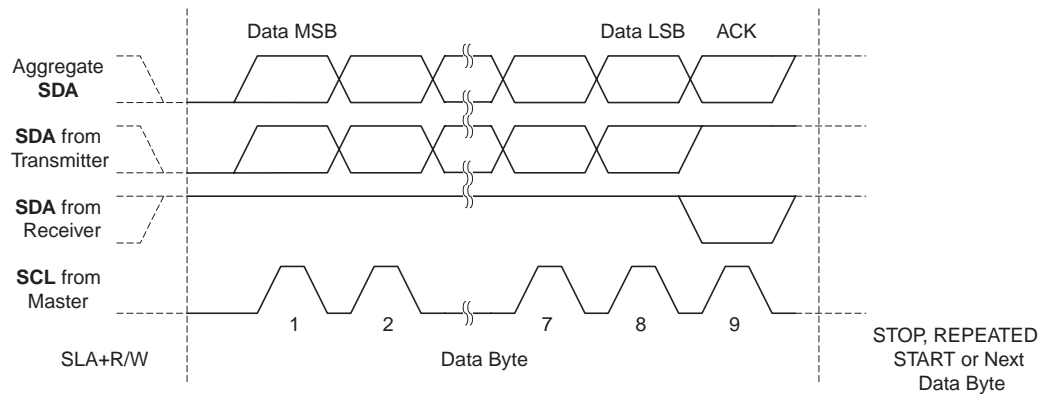 Data MSB
Data LSB
ACK
Aggregate
SDA
SDA from
Transmitter
SDA from
Receiver
SCL from
Master
1
2
7
8
9
SLA+R/W
Data Byte
STOP, REPEATED
START or Next
Data Byte